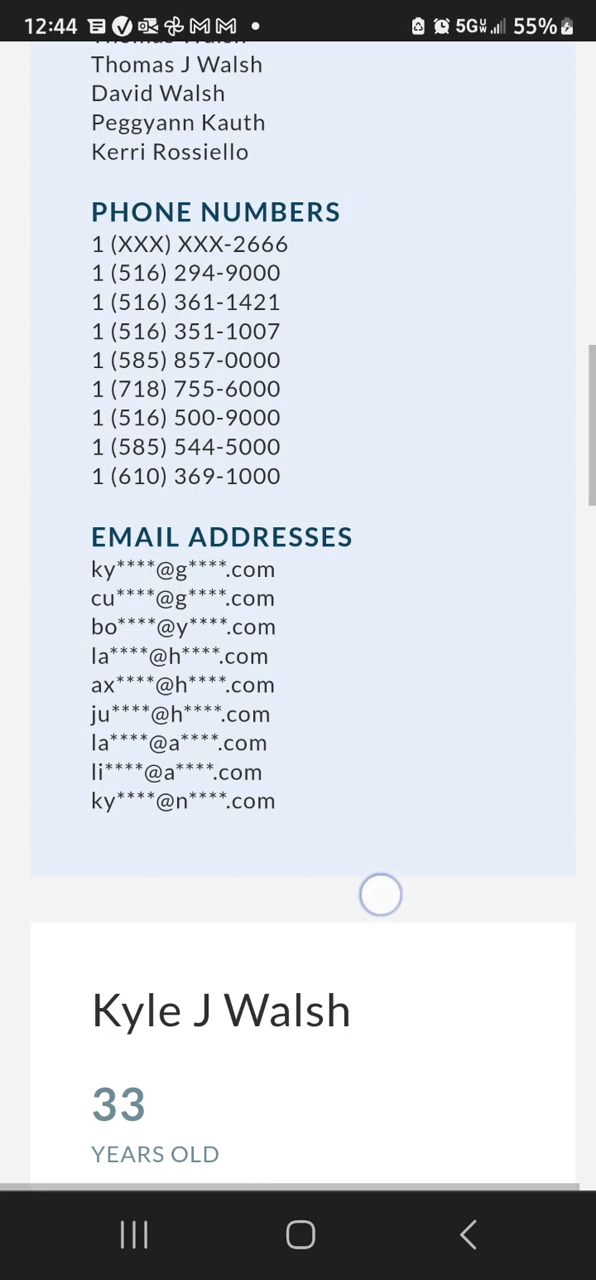 12:44
5G
55%
Thomas J Walsh
David Walsh
Peggyann Kauth
Kerri Rossiello
PHONE NUMBERS
1 (XXX) XXX-2666
1 (516) 294-9000
1 (516) 361-1421
1 (516) 351-1007
1 (585) 857-0000
1 (718) 755-6000
1 (516) 500-9000
1 (585) 544-5000
1 (610) 369-1000
EMAIL ADDRESSES
ky****@g****.com
cu****@g****.com
bo****@y****.com
la****@h****.com
ax****@h****.com
ju****@h****.com
la****@a****.com
li****@a****.com
ky****@n****.com
Kyle J Walsh
33
YEARS OLD